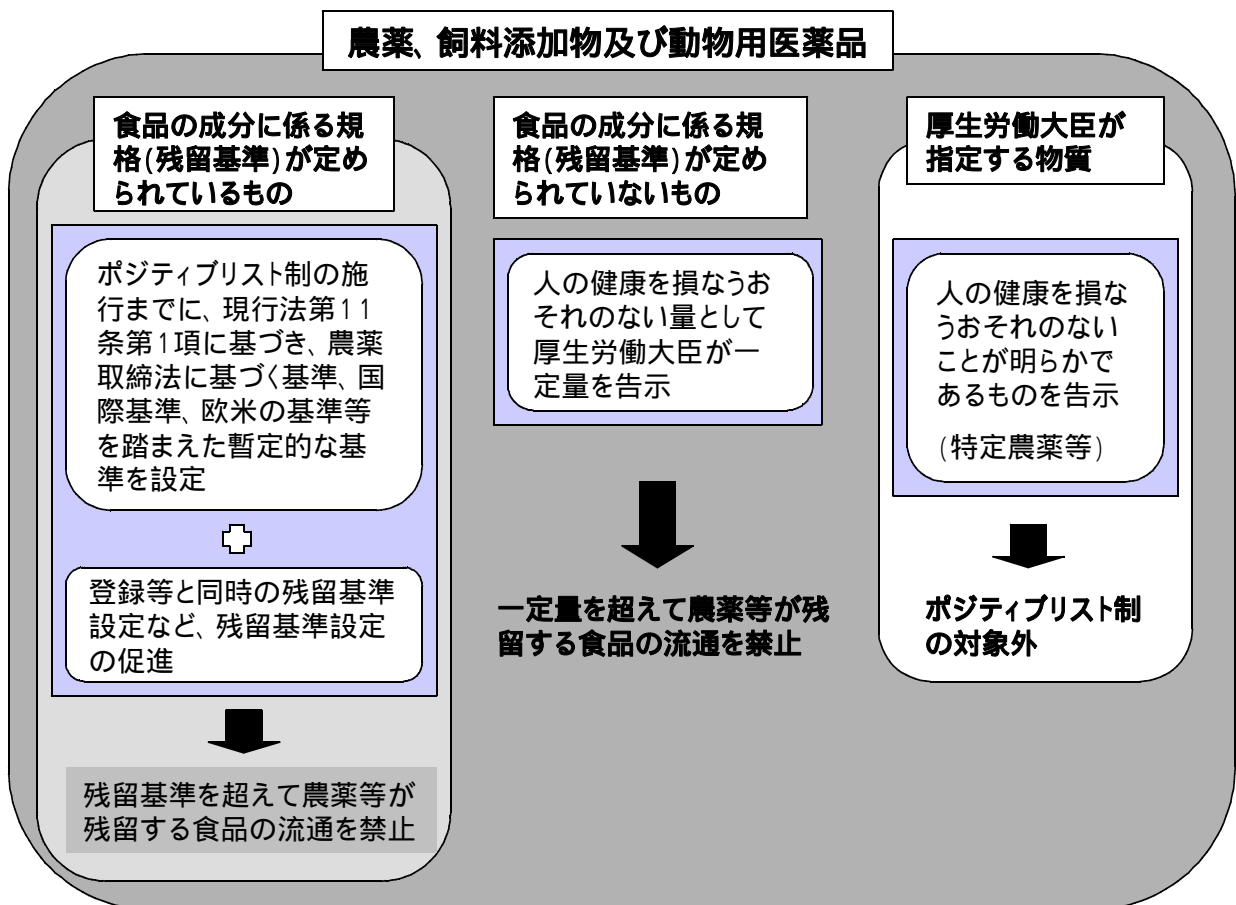 農薬、飼料添加物及び動物用医薬品
食品の成分に係る規
格(残留基準)が定め
られているもの
ポジティブリスト制の施
行までに、現行法第11
条第1項に基づき、農薬
取締法に基づく基準、国
際基準、欧米の基準等
を踏まえた暫定的な基
準を設定
登録等と同時の残留基準
設定など、残留基準設定
の促進
残留基準を超えて農薬等が
残留する食品の流通を禁止
食品の成分に係る規
格(残留基準)が定め
られていないもの
人の健康を損なうお
それのない量として
厚生労働大臣が一
定量を告示
一定量を超えて農薬等が残
留する食品の流通を禁止
厚生労働大臣が
指定する物質
人の健康を損な
うおそれのない
ことが明らかで
あるものを告示
(特定農薬等)
ポジティブリスト制
の対象外